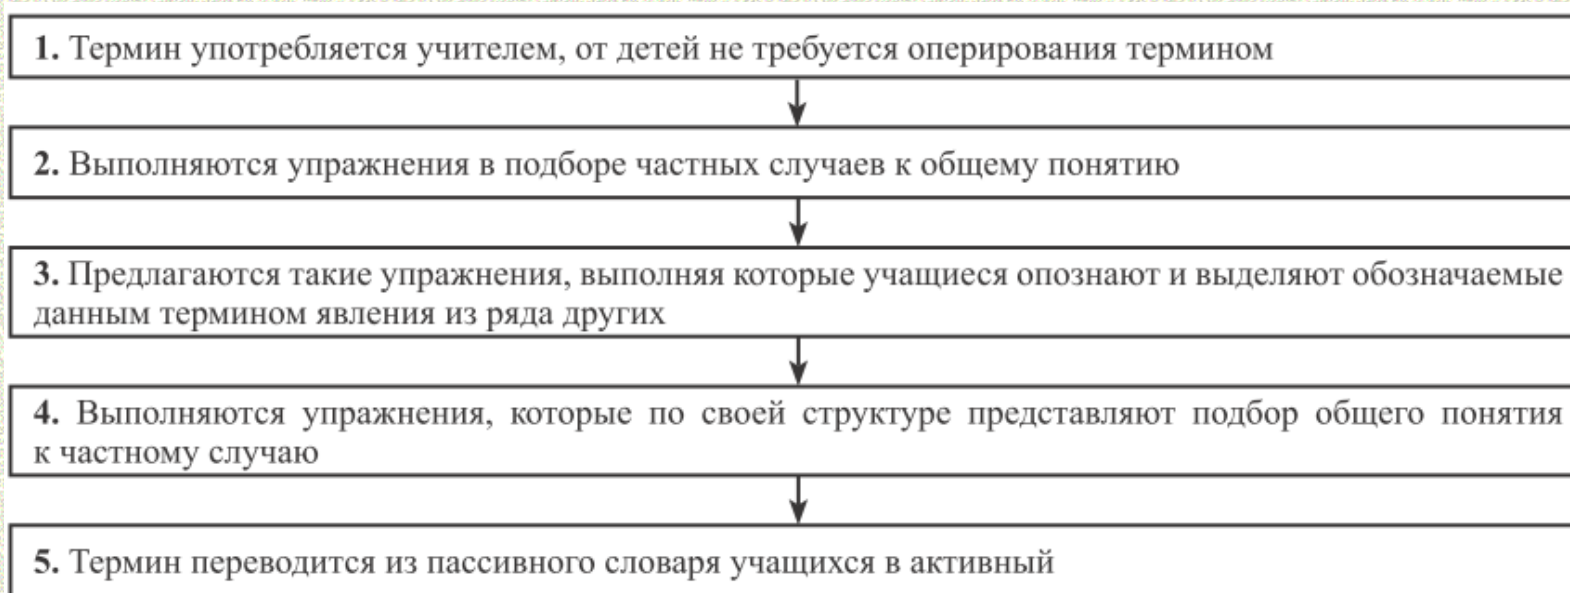 1. Термин употребляется учителем, от детей не требуется оперирования термином
2. Выполняются упражнения в подборе частных случаев к общему понятию
3. Предлагаются такие упражнения, выполняя которые учащиеся опознают и выделяют обозначаемые
данным термином явления из ряда других
4. Выполняются упражнения, которые по своей структуре представляют подбор общего понятия
к частному случаю
5. Термин переводится из пассивного словаря учащихся в активный